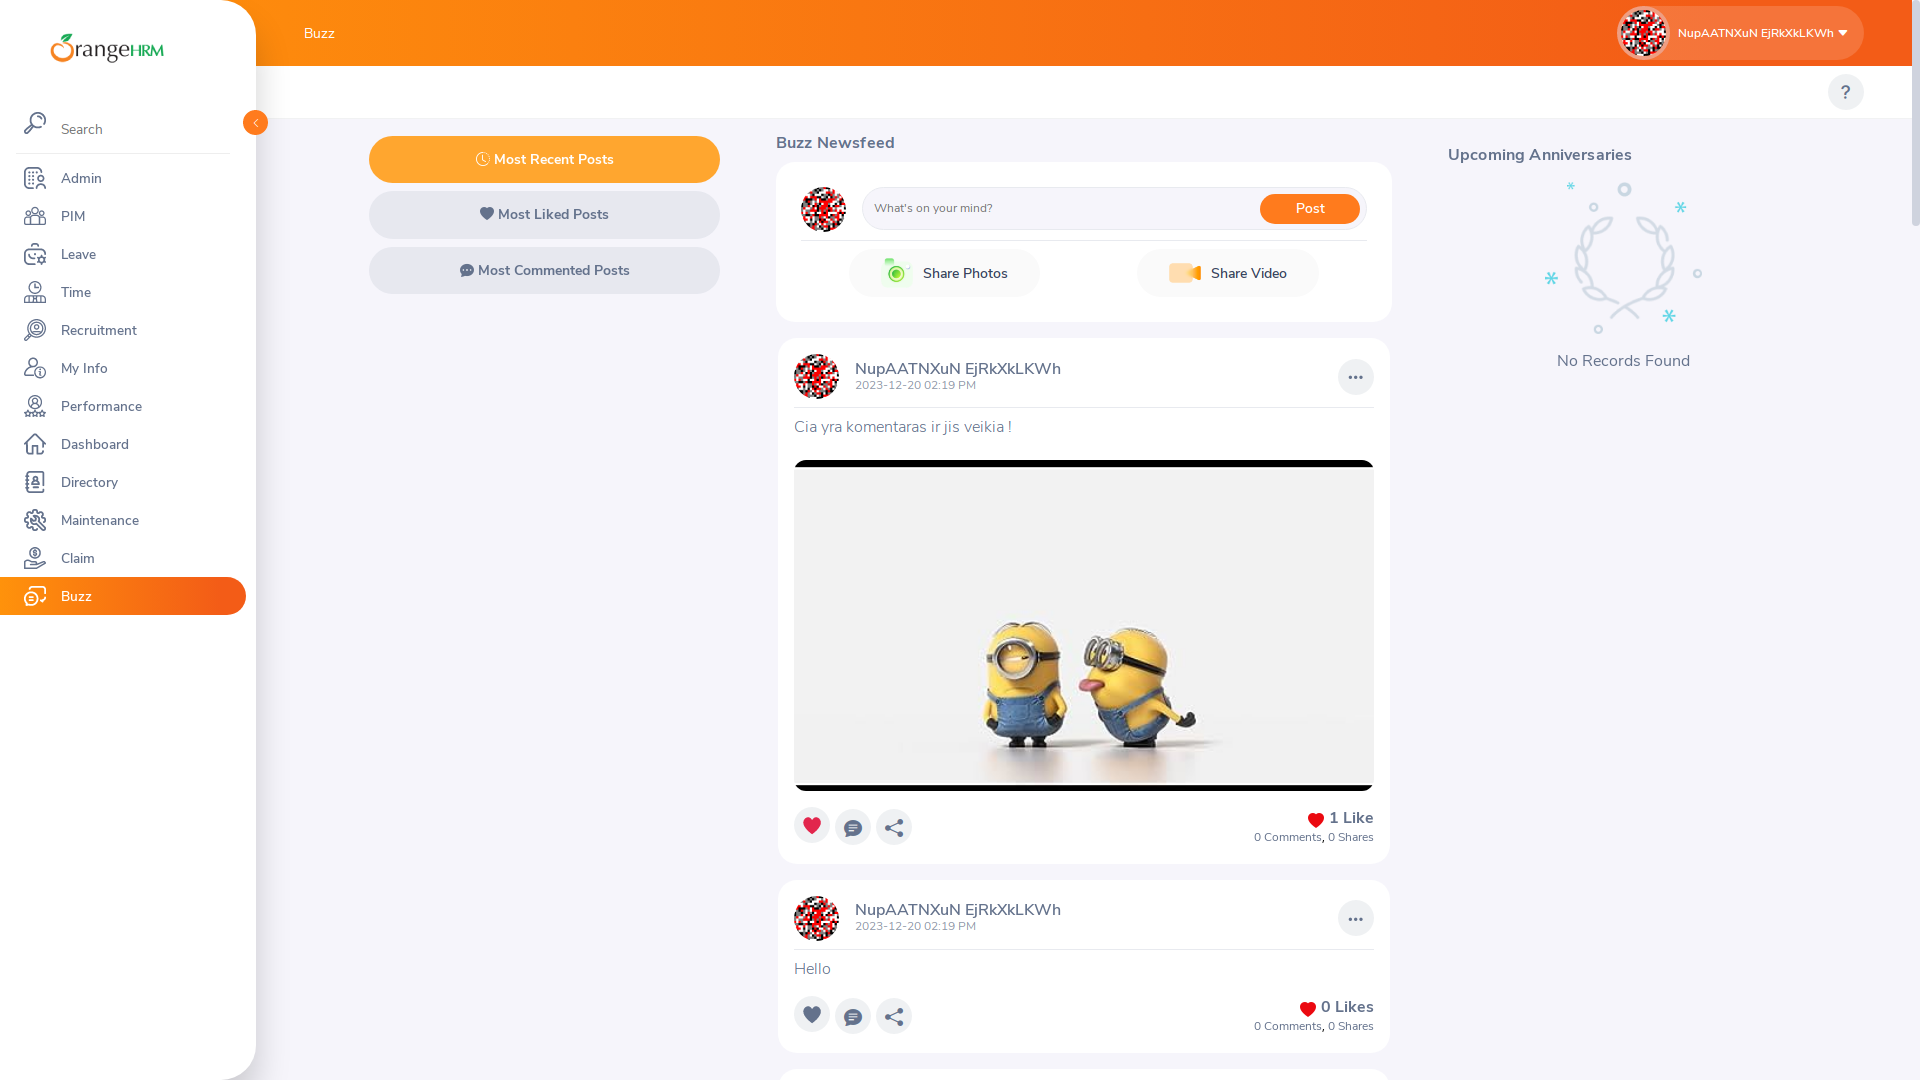 OrangeHRM
Buzz
NupAATNXuN EjRkXkLKWh
?
Search
Admin
PIM
Leave
Time
Recruitment
My Info
Performance
Dashboard
Directory
Maintenance
Claim
Buzz
Most Recent Posts
Most Liked Posts
Most Commented Posts
Buzz Newsfeed
What's on your mind?
Post
Share Photos
Share Video
NupAATNXuN EjRkXkLKWh
2023-12-20 02:19 PM
Cia yra komentaras ir jis veikia !
1 Like
0 Comments, 0 Shares
NupAATNXuN EjRkXkLKWh
2023-12-20 02:19 PM
Hello
0 Likes
0 Comments, 0 Shares
Upcoming Anniversaries
No Records Found